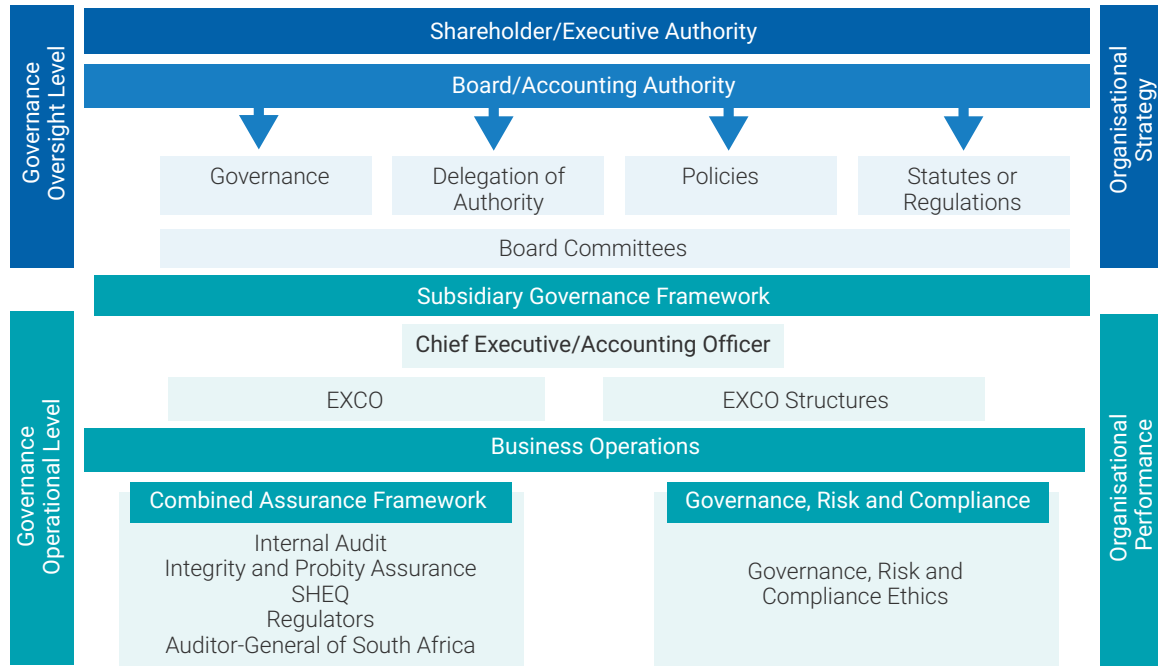 Governance
Oversight Level
Shareholder/Executive Authority
Organisational
Strategy
Board/Accounting Authority
Governance
Delegation of
Authority
Policies
Statutes or
Regulations
Board Committees
Subsidiary Governance Framework
Governance
Operational Level
Chief Executive/Accounting Officer
Organisational
Performance
EXCO
EXCO Structures
Business Operations
Combined Assurance Framework
Internal Audit
Integrity and Probity Assurance
SHEQ
Regulators
Auditor-General of South Africa
Governance, Risk and Compliance
Governance, Risk and
Compliance Ethics